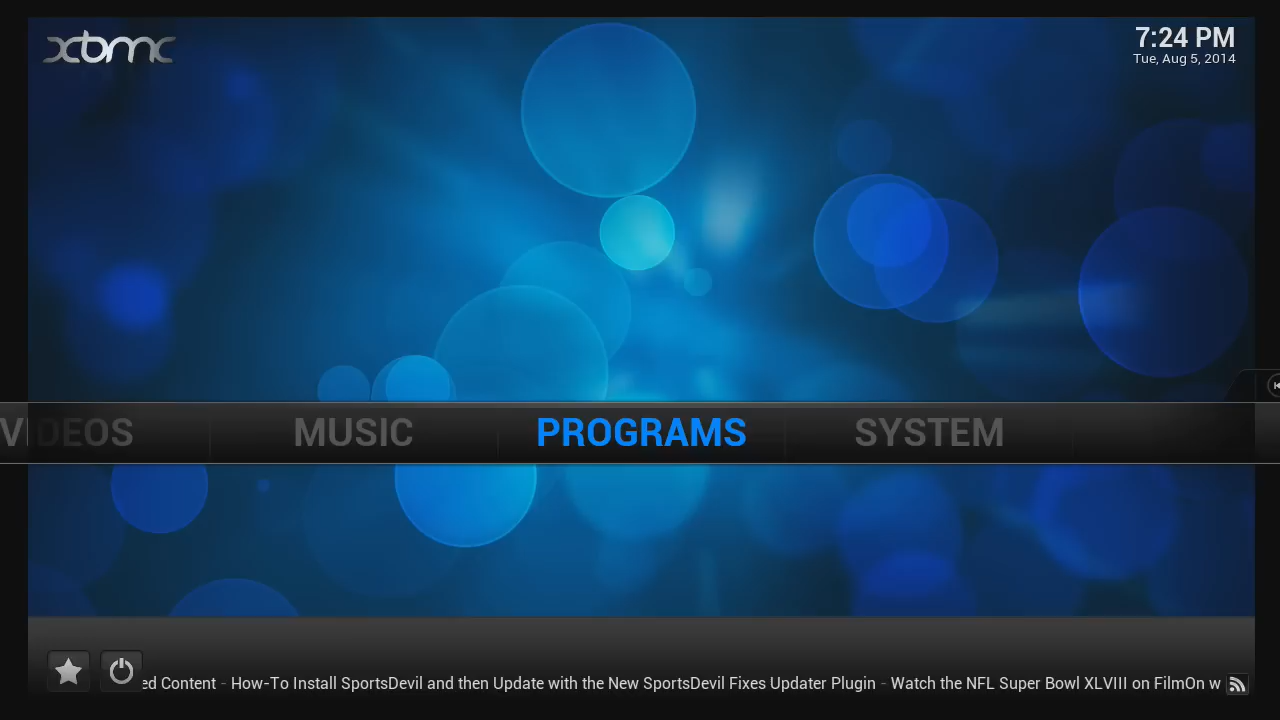 xbmc
7:24 PM
Tue, Aug 5, 2014
VIDEOS MUSIC PROGRAMS SYSTEM
ed Content - How-To Install SportsDevil and then Update with the New SportsDevil Fixes Updater Plugin - Watch the NFL Super Bowl XLVIII on FilmOn w